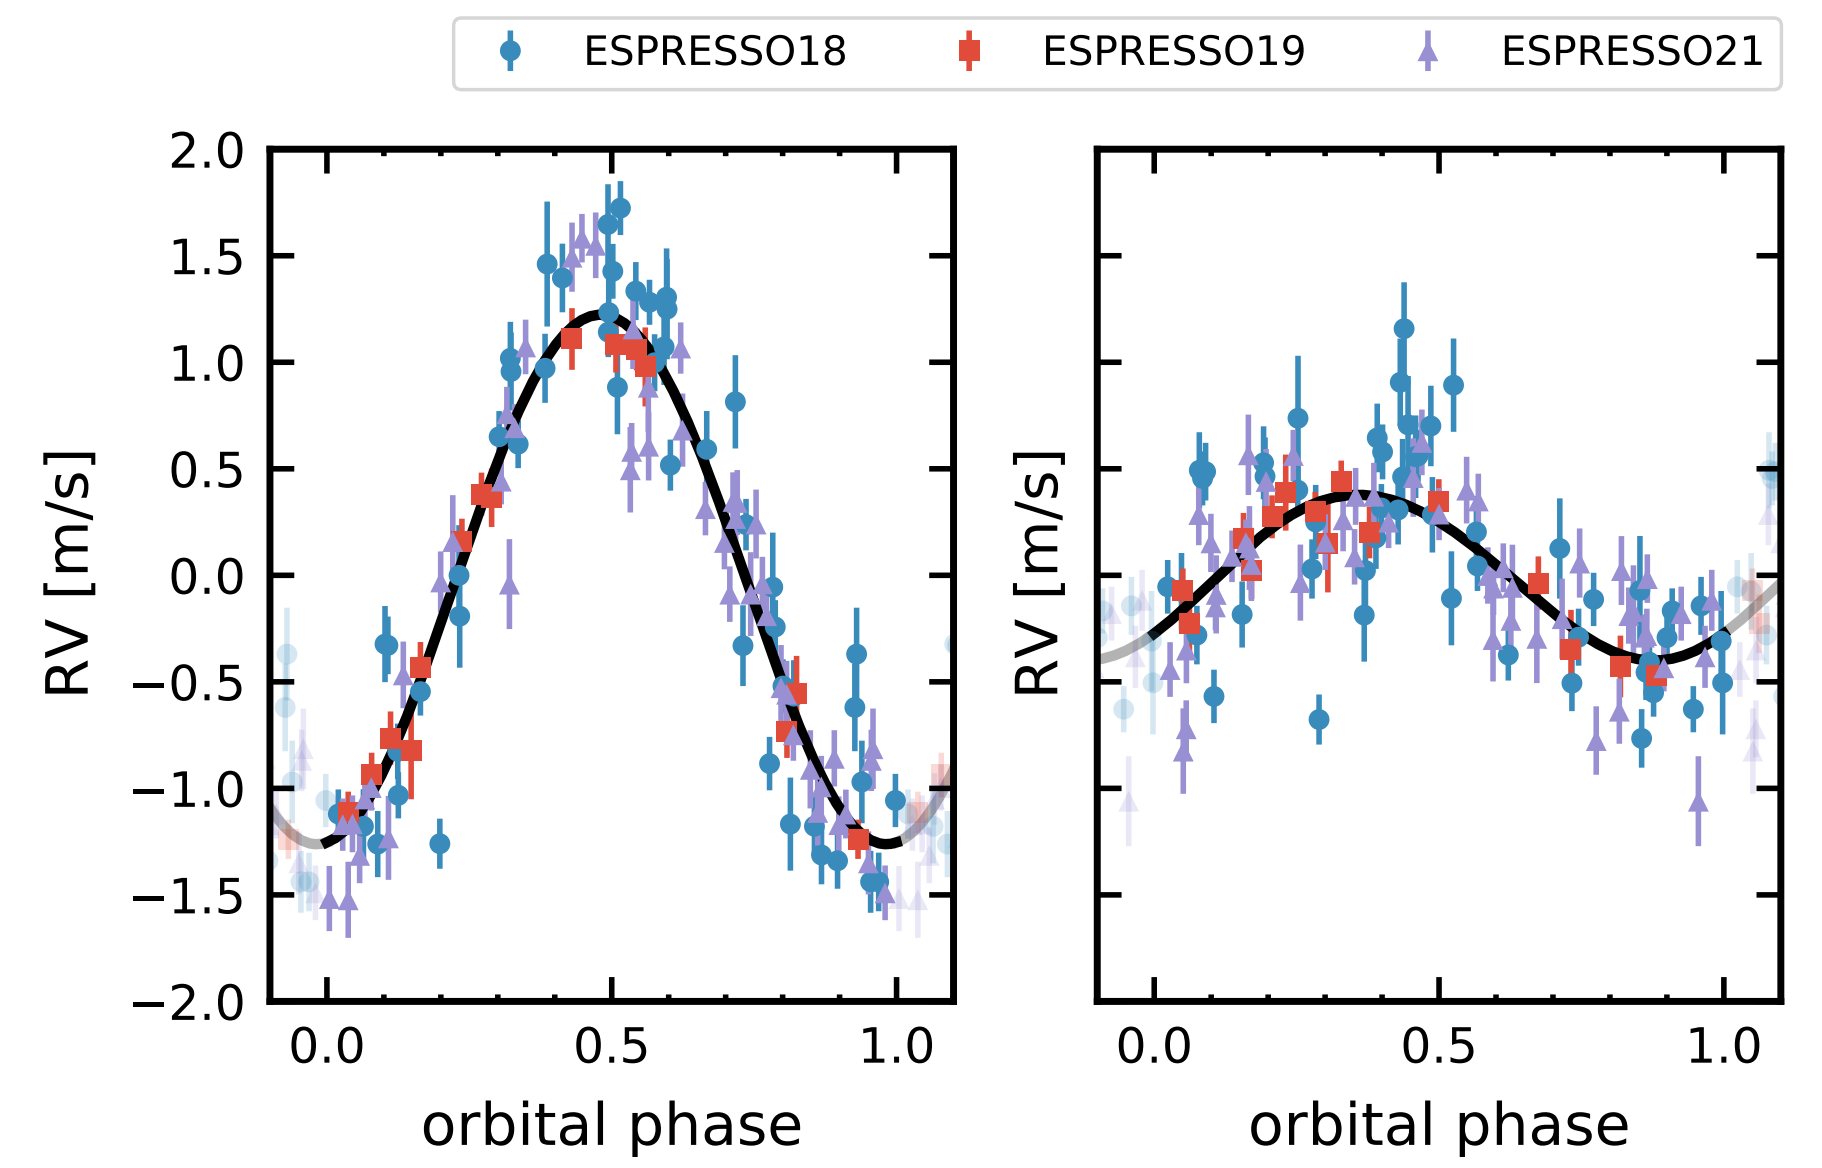 ESPRESSO18 ESPRESSO19 ESPRESSO21
2.0
1.5
1.0
0.5
0.0
−0.5
−1.0
−1.5
−2.0
RV [m/s]
0.0 0.5 1.0
orbital phase
RV [m/s]
0.0 0.5 1.0
orbital phase